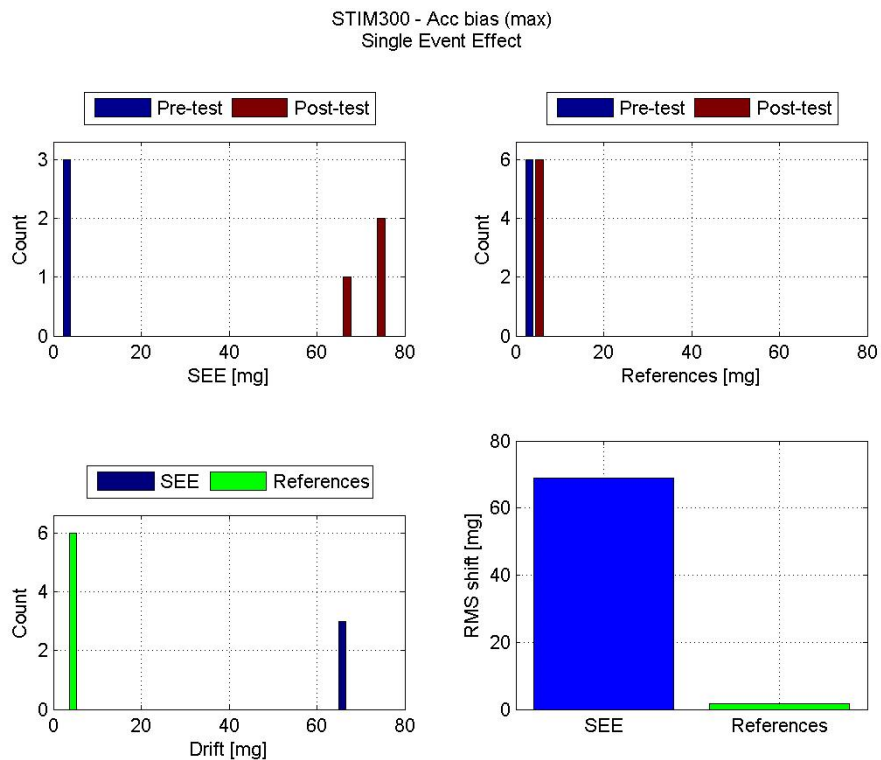 STIM300 - Acc bias (max)
Single Event Effect
Pre-test Post-test
3
2
1
0
Count
0 20 40 60 80
SEE [mg]
Pre-test Post-test
6
4
2
0
Count
0 20 40 60 80
References [mg]
SEE References
6
4
2
0
Count
0 20 40 60 80
Drift [mg]
80
60
40
20
0
RMS shift [mg]
SEE References